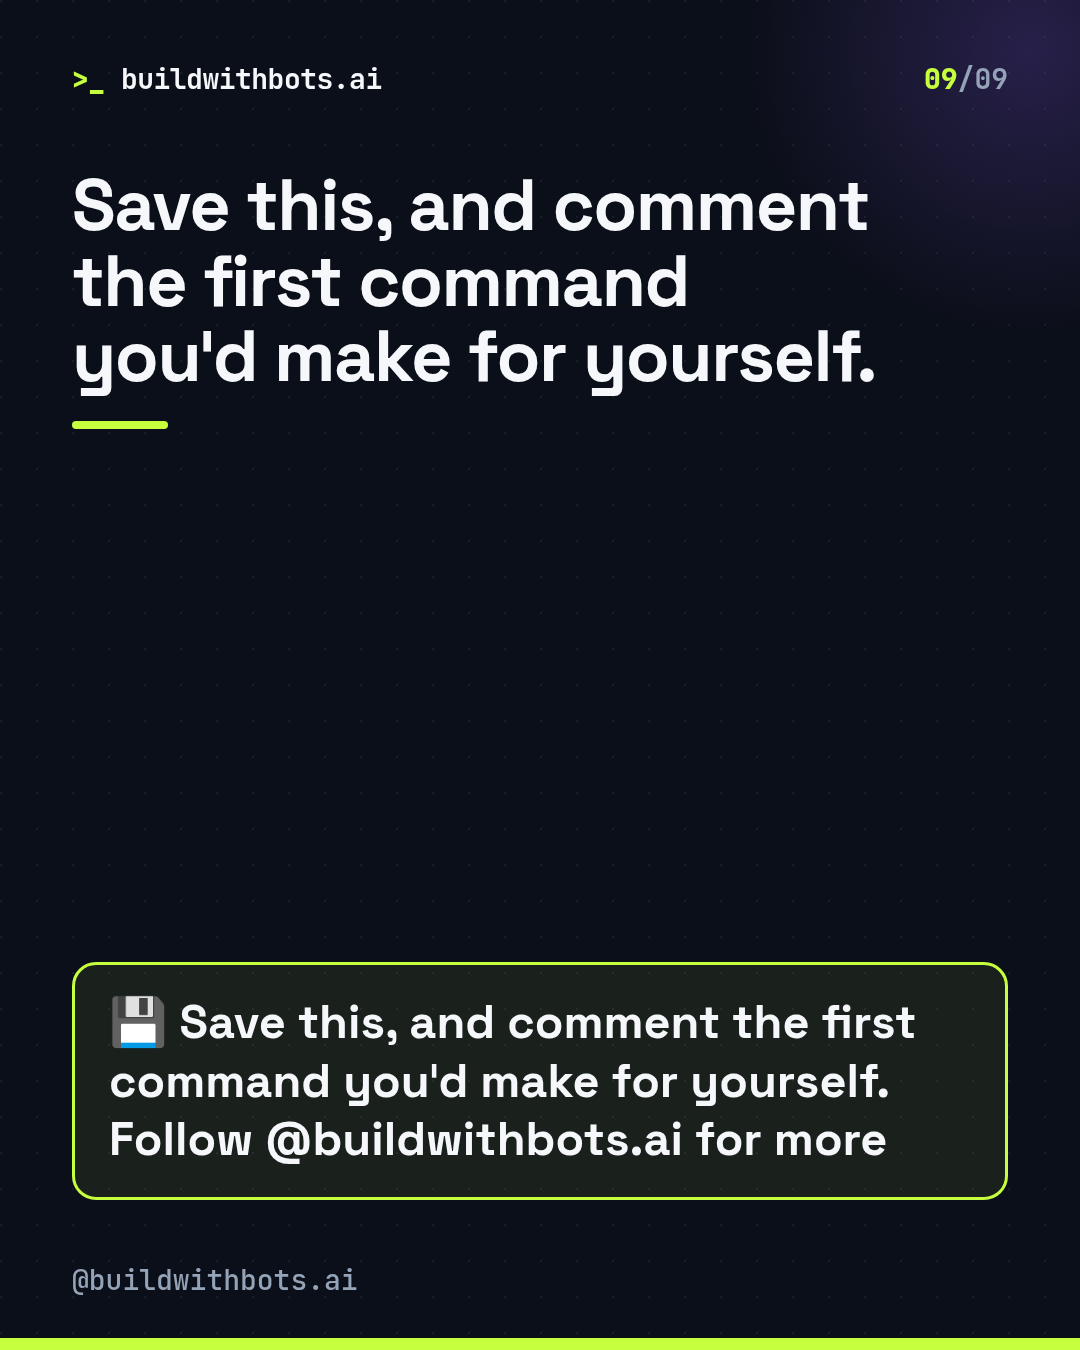 >_ buildwithbots.ai
09/09
Save this, and comment
the first command
you'd make for yourself.
💾 Save this, and comment the first
command you'd make for yourself.
Follow @buildwithbots.ai for more
@buildwithbots.ai